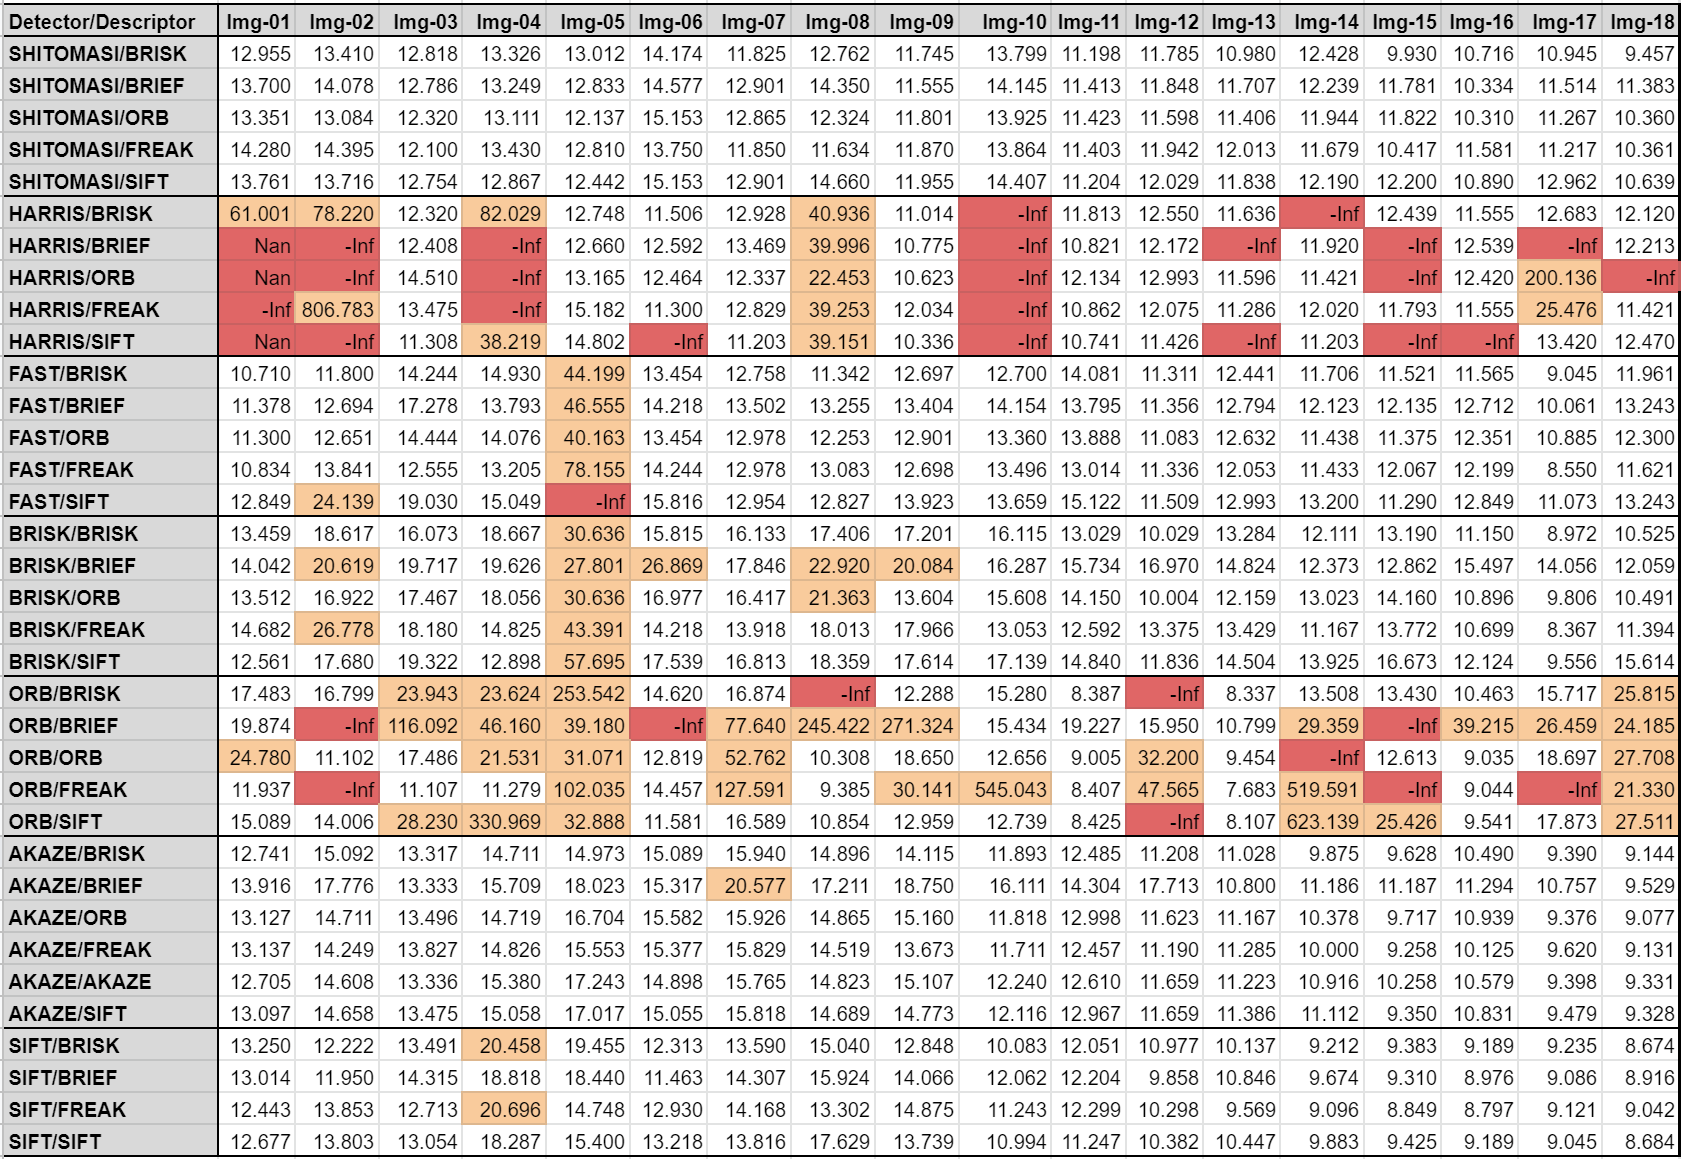 Detector/Descriptor Img-01 Img-02 Img-03 Img-04 Img-05 Img-06 Img-07 Img-08 Img-09 Img-10 Img-11 Img-12 Img-13 Img-14 Img-15 Img-16 Img-17 Img-18
SHITOMASI/BRISK 12.955 13.410 12.818 13.326 13.012 14.174 11.825 12.762 11.745 13.799 11.198 11.785 10.980 12.428 9.930 10.716 10.945 9.457
SHITOMASI/BRIEF 13.700 14.078 12.786 13.249 12.833 14.577 12.901 14.350 11.555 14.145 11.413 11.848 11.707 12.239 11.781 10.334 11.514 11.383
SHITOMASI/ORB 13.351 13.084 12.320 13.111 12.137 15.153 12.865 12.324 11.801 13.925 11.423 11.598 11.406 11.944 11.822 10.310 11.267 10.360
SHITOMASI/FREAK 14.280 14.395 12.100 13.430 12.810 13.750 11.850 11.634 11.870 13.864 11.403 11.942 12.013 11.679 10.417 11.581 11.217 10.361
SHITOMASI/SIFT 13.761 13.716 12.754 12.867 12.442 15.153 12.901 14.660 11.955 14.407 11.204 12.029 11.838 12.190 12.200 10.890 12.962 10.639
HARRIS/BRISK 61.001 78.220 12.320 82.029 12.748 11.506 12.928 40.936 11.014 -Inf 11.813 12.550 11.636 -Inf 12.439 11.555 12.683 12.120
HARRIS/BRIEF Nan -Inf 12.408 -Inf 12.660 12.592 13.469 39.996 10.775 -Inf 10.821 12.172 -Inf 11.920 -Inf 12.539 -Inf 12.213
HARRIS/ORB Nan -Inf 14.510 -Inf 13.165 12.464 12.337 22.453 10.623 -Inf 12.134 12.993 11.596 11.421 -Inf 12.420 200.136 -Inf
HARRIS/FREAK -Inf 806.783 13.475 -Inf 15.182 11.300 12.829 39.253 12.034 -Inf 10.862 12.075 11.286 12.020 11.793 11.555 25.476 11.421
HARRIS/SIFT Nan -Inf 11.308 38.219 14.802 -Inf 11.203 39.151 10.336 -Inf 10.741 11.426 -Inf 11.203 -Inf -Inf 13.420 12.470
FAST/BRISK 10.710 11.800 14.244 14.930 44.199 13.454 12.758 11.342 12.697 12.700 14.081 11.311 12.441 11.706 11.521 11.565 9.045 11.961
FAST/BRIEF 11.378 12.694 17.278 13.793 46.555 14.218 13.502 13.255 13.404 14.154 13.795 11.356 12.794 12.123 12.135 12.712 10.061 13.243
FAST/ORB 11.300 12.651 14.444 14.076 40.163 13.454 12.978 12.253 12.901 13.360 13.888 11.083 12.632 11.438 11.375 12.351 10.885 12.300
FAST/FREAK 10.834 13.841 12.555 13.205 78.155 14.244 12.978 13.083 12.698 13.496 13.014 11.336 12.053 11.433 12.067 12.199 8.550 11.621
FAST/SIFT 12.849 24.139 19.030 15.049 -Inf 15.816 12.954 12.827 13.923 13.659 15.122 11.509 12.993 13.200 11.290 12.849 11.073 13.243
BRISK/BRISK 13.459 18.617 16.073 18.667 30.636 15.815 16.133 17.406 17.201 16.115 13.029 10.029 13.284 12.111 13.190 11.150 8.972 10.525
BRISK/BRIEF 14.042 20.619 19.717 19.626 27.801 26.869 17.846 22.920 20.084 16.287 15.734 16.970 14.824 12.373 12.862 15.497 14.056 12.059
BRISK/ORB 13.512 16.922 17.467 18.056 30.636 16.977 16.417 21.363 13.604 15.608 14.150 10.004 12.159 13.023 14.160 10.896 9.806 10.491
BRISK/FREAK 14.682 26.778 18.180 14.825 43.391 14.218 13.918 18.013 17.966 13.053 12.592 13.375 13.429 11.167 13.772 10.699 8.367 11.394
BRISK/SIFT 12.561 17.680 19.322 12.898 57.695 17.539 16.813 18.359 17.614 17.139 14.840 11.836 14.504 13.925 16.673 12.124 9.556 15.614
ORB/BRISK 17.483 16.799 23.943 23.624 253.542 14.620 16.874 -Inf 12.288 15.280 8.387 -Inf 8.337 13.508 13.430 10.463 15.717 25.815
ORB/BRIEF 19.874 -Inf 116.092 46.160 39.180 -Inf 77.640 245.422 271.324 15.434 19.227 15.950 10.799 29.359 -Inf 39.215 26.459 24.185
ORB/ORB 24.780 11.102 17.486 21.531 31.071 12.819 52.762 10.308 18.650 12.656 9.005 32.200 9.454 -Inf 12.613 9.035 18.697 27.708
ORB/FREAK 11.937 -Inf 11.107 11.279 102.035 14.457 127.591 9.385 30.141 545.043 8.407 47.565 7.683 519.591 -Inf 9.044 -Inf 21.330
ORB/SIFT 15.089 14.006 28.230 330.969 32.888 11.581 16.589 10.854 12.959 12.739 8.425 -Inf 8.107 623.139 25.426 9.541 17.873 27.511
AKAZE/BRISK 12.741 15.092 13.317 14.711 14.973 15.089 15.940 14.896 14.115 11.893 12.485 11.208 11.028 9.875 9.628 10.490 9.390 9.144
AKAZE/BRIEF 13.916 17.776 13.333 15.709 18.023 15.317 20.577 17.211 18.750 16.111 14.304 17.713 10.800 11.186 11.187 11.294 10.757 9.529
AKAZE/ORB 13.127 14.711 13.496 14.719 16.704 15.582 15.926 14.865 15.160 11.818 12.998 11.623 11.167 10.378 9.717 10.939 9.376 9.077
AKAZE/FREAK 13.137 14.249 13.827 14.826 15.553 15.377 15.829 14.519 13.673 11.711 12.457 11.190 11.285 10.000 9.258 10.125 9.620 9.131
AKAZE/AKAZE 12.705 14.608 13.336 15.380 17.243 14.898 15.765 14.823 15.107 12.240 12.610 11.659 11.223 10.916 10.258 10.579 9.398 9.331
AKAZE/SIFT 13.097 14.658 13.475 15.058 17.017 15.055 15.818 14.689 14.773 12.116 12.967 11.659 11.386 11.112 9.350 10.831 9.479 9.328
SIFT/BRISK 13.250 12.222 13.491 20.458 19.455 12.313 13.590 15.040 12.848 10.083 12.051 10.977 10.137 9.212 9.383 9.189 9.235 8.674
SIFT/BRIEF 13.014 11.950 14.315 18.818 18.440 11.463 14.307 15.924 14.066 12.062 12.204 9.858 10.846 9.674 9.310 8.976 9.086 8.916
SIFT/FREAK 12.443 13.853 12.713 20.696 14.748 12.930 14.168 13.302 14.875 11.243 12.299 10.298 9.569 9.096 8.849 8.797 9.121 9.042
SIFT/SIFT 12.677 13.803 13.054 18.287 15.400 13.218 13.816 17.629 13.739 10.994 11.247 10.382 10.447 9.883 9.425 9.189 9.045 8.684